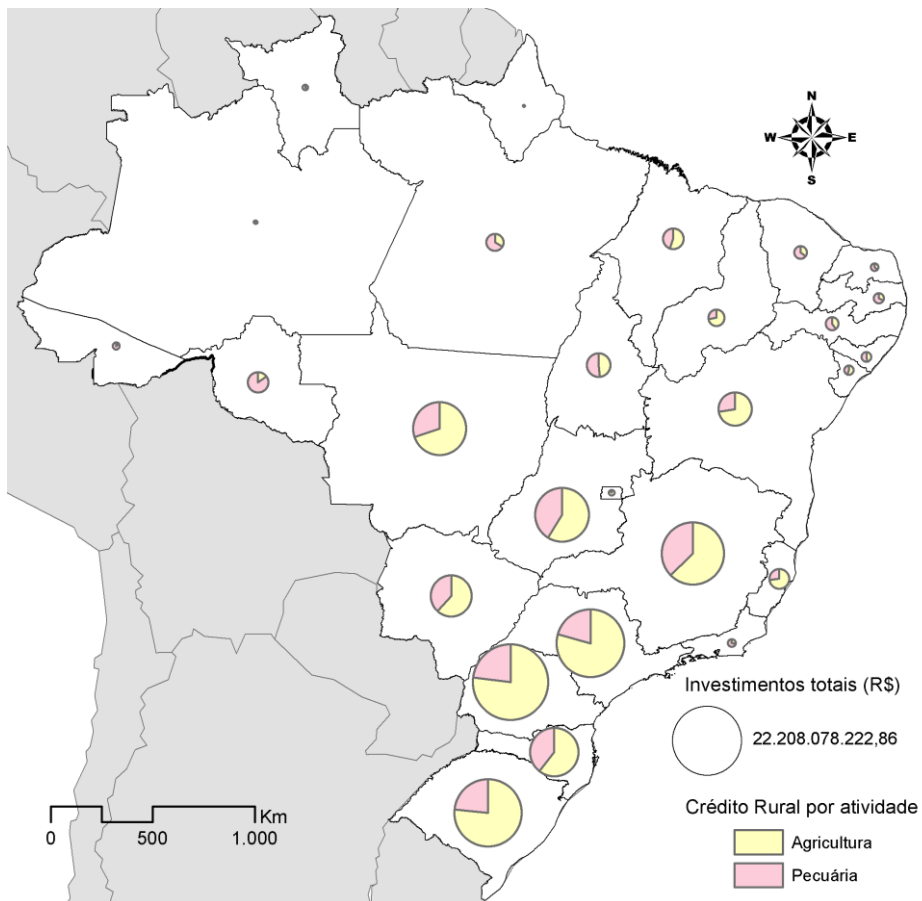 N
W E
S
Investimentos totais (R$)
22.208.078.222,86
Km
0 500 1.000
Crédito Rural por atividade
Agricultura
Pecuária